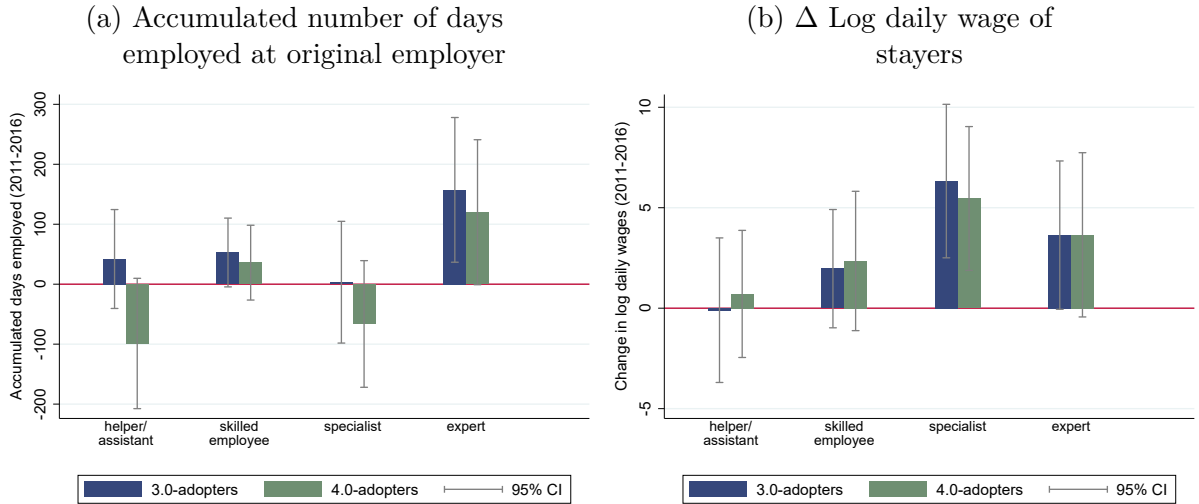 (a) Accumulated number of days
employed at original employer
Accumulated days employed (2011-2016)
300
200
100
0
-100
-200
helper/
assistant
skilled
employee
specialist
expert
3.0-adopters
4.0-adopters
95% CI
(b) Δ Log daily wage of
stayers
Change in log daily wages (2011-2016)
10
5
0
-5
helper/
assistant
skilled
employee
specialist
expert
3.0-adopters
4.0-adopters
95% CI